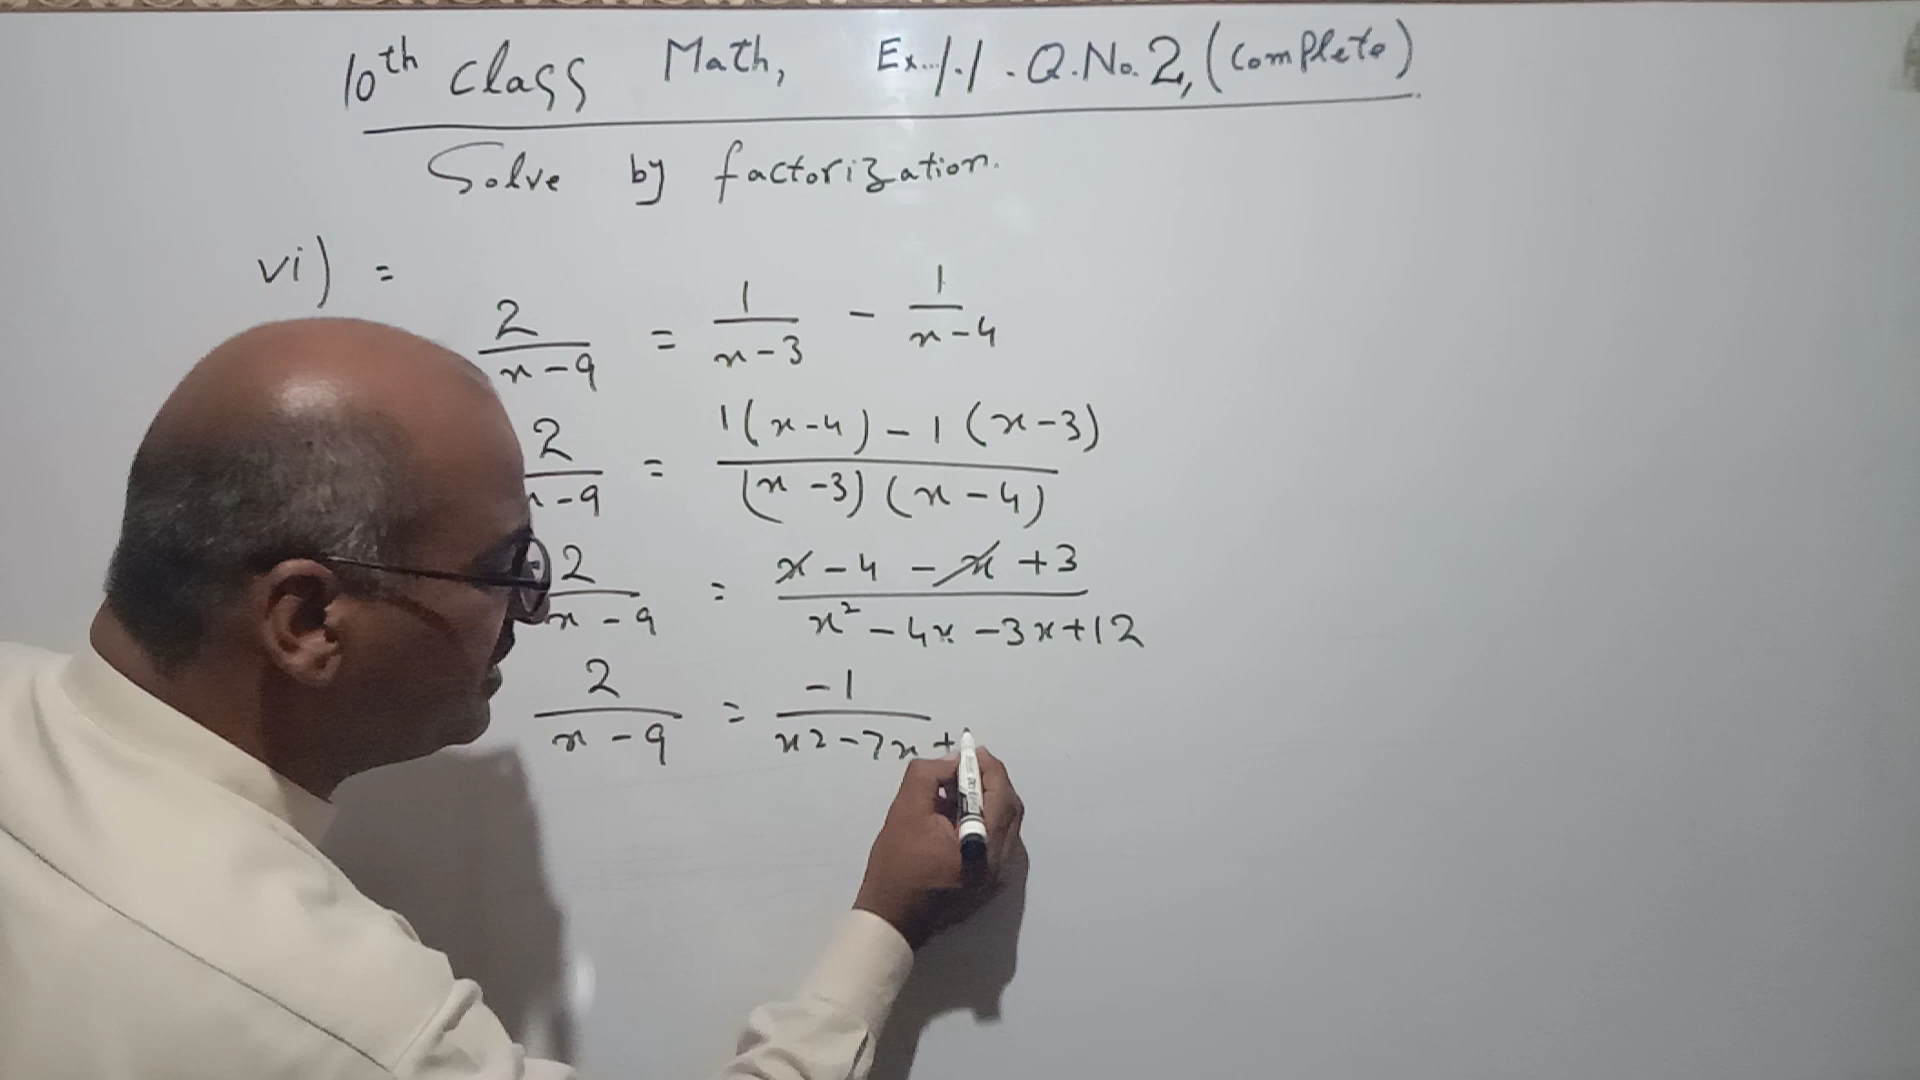 10th class Math, Ex. 1.1. Q.No. 2, (Complete)
Solve by factorization.
vi) =
2/(x-9) = 1/(x-3) - 1/(x-4)
2/(x-9) = 1(x-4)-1(x-3)/(x-3)(x-4)
2/(x-9) = x-4-x+3/x²-4x-3x+12
2/(x-9) = -1/x2-7x+